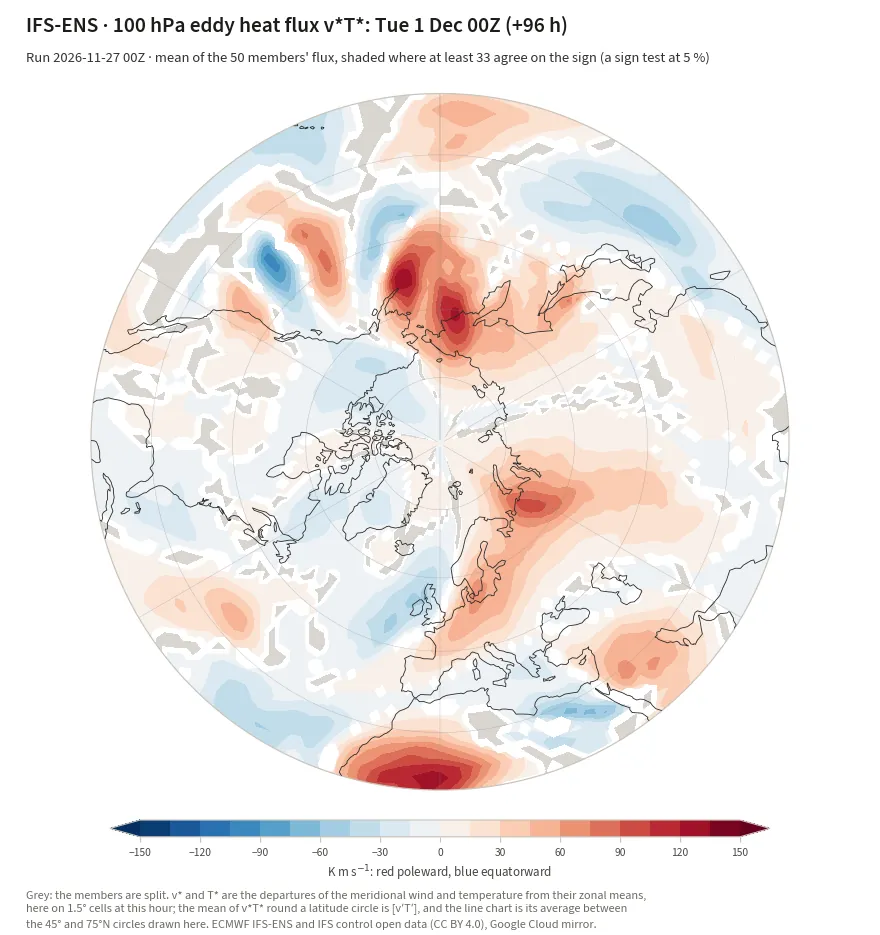 IFS-ENS · 100 hPa eddy heat flux v*T*: Tue 1 Dec 00Z (+96 h)
Run 2026-11-27 00Z · mean of the 50 members' flux, shaded where at least 33 agree on the sign (a sign test at 5 %)
−150 −120 −90 −60 −30 0 30 60 90 120 150
K m s⁻¹: red poleward, blue equatorward
Grey: the members are split. v* and T* are the departures of the meridional wind and temperature from their zonal means,
here on 1.5° cells at this hour; the mean of v*T* round a latitude circle is [v'T'], and the line chart is its average between
the 45° and 75°N circles drawn here. ECMWF IFS-ENS and IFS control open data (CC BY 4.0), Google Cloud mirror.